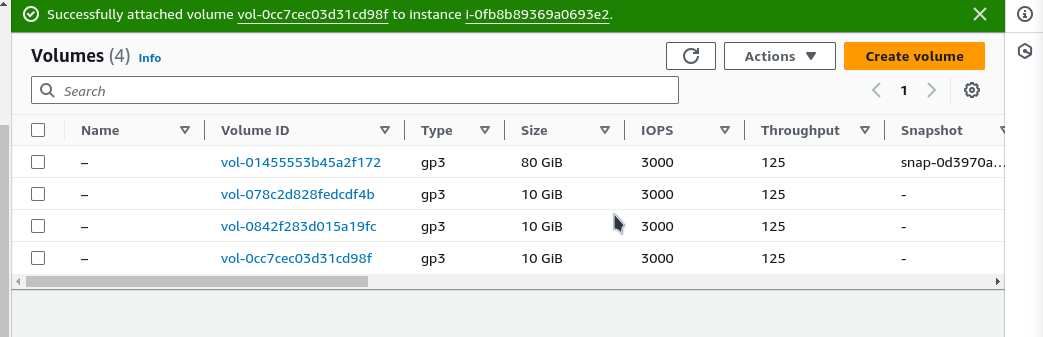 Successfully attached volume vol-0cc7cec03d31cd98f to instance i-0fb8b89369a0693e2.
Volumes (4) Info Actions Create volume
Search 1
Name Volume ID Type Size IOPS Throughput Snapshot
– vol-01455553b45a2f172 gp3 80 GiB 3000 125 snap-0d3970a...
– vol-078c2d828fedcdf4b gp3 10 GiB 3000 125 -
– vol-0842f283d015a19fc gp3 10 GiB 3000 125 -
– vol-0cc7cec03d31cd98f gp3 10 GiB 3000 125 -